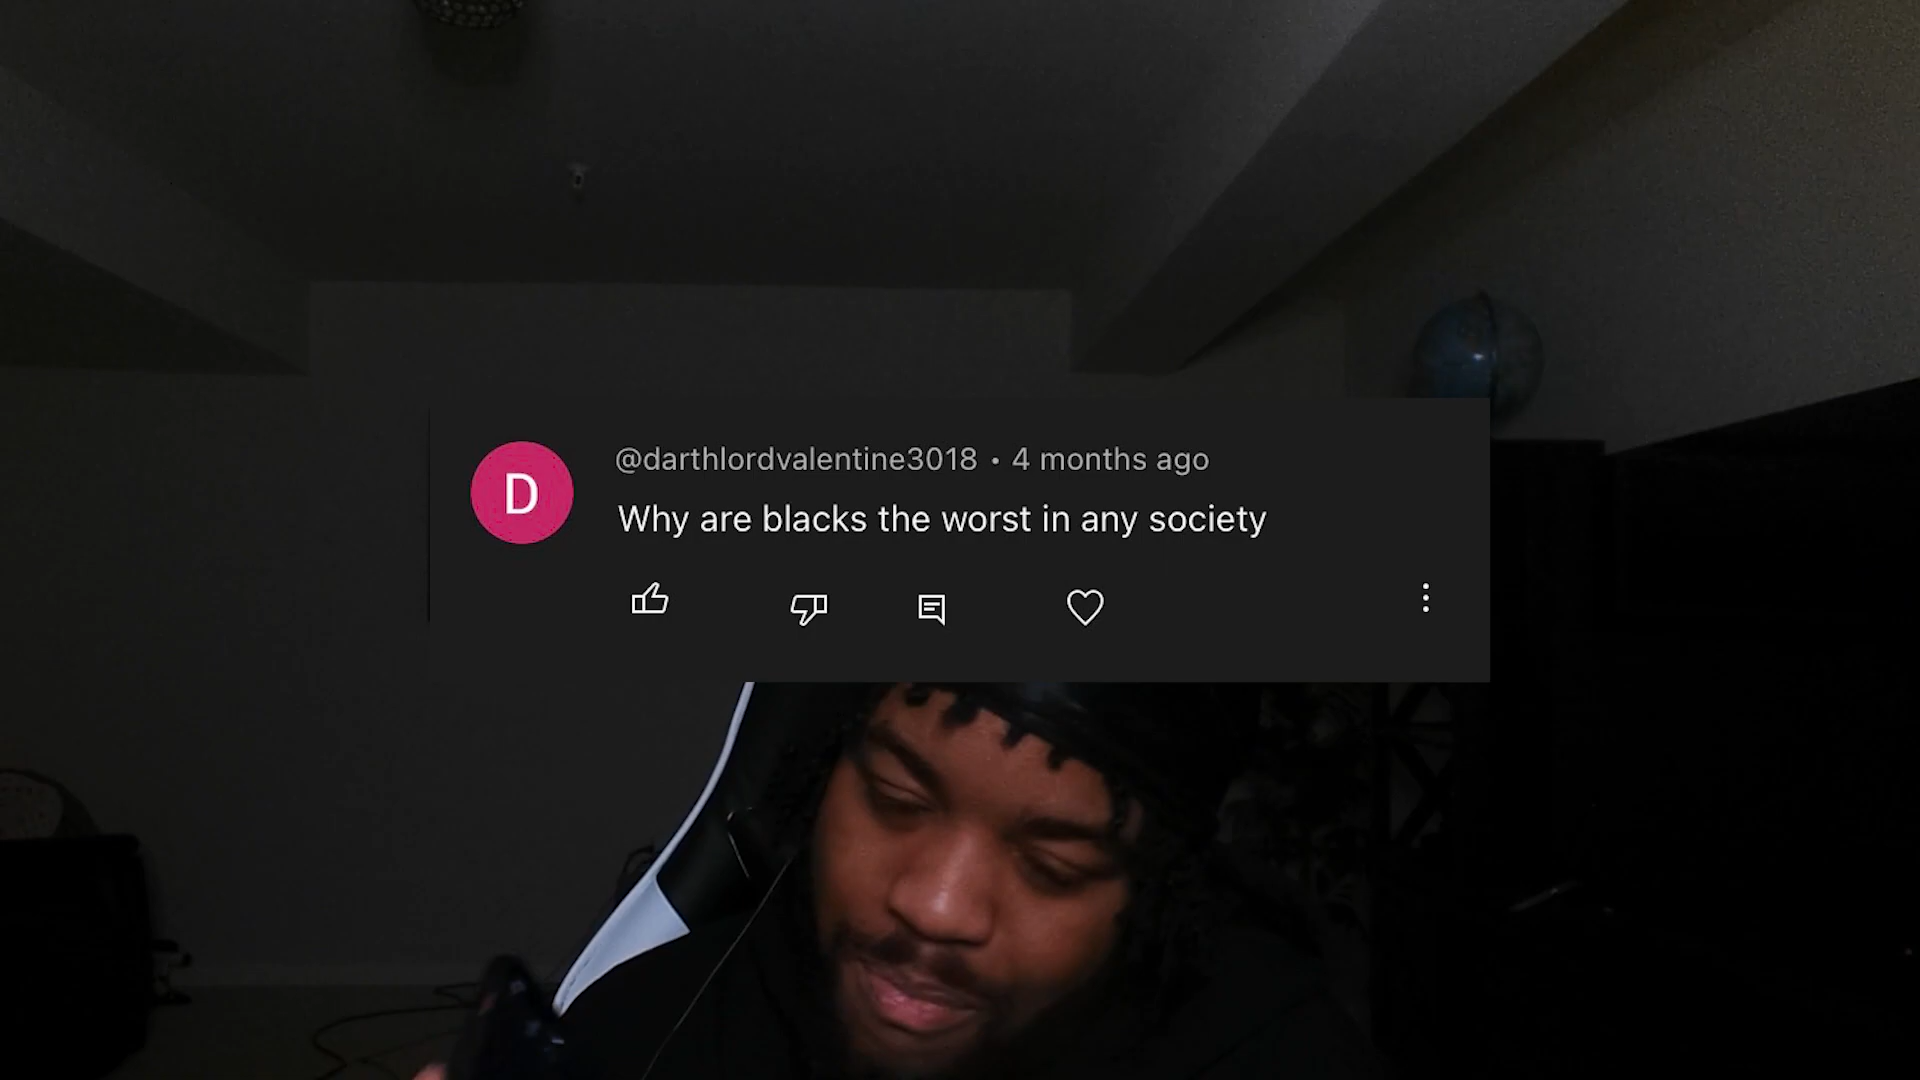 D
@darthlordvalentine3018 • 4 months ago
Why are blacks the worst in any society